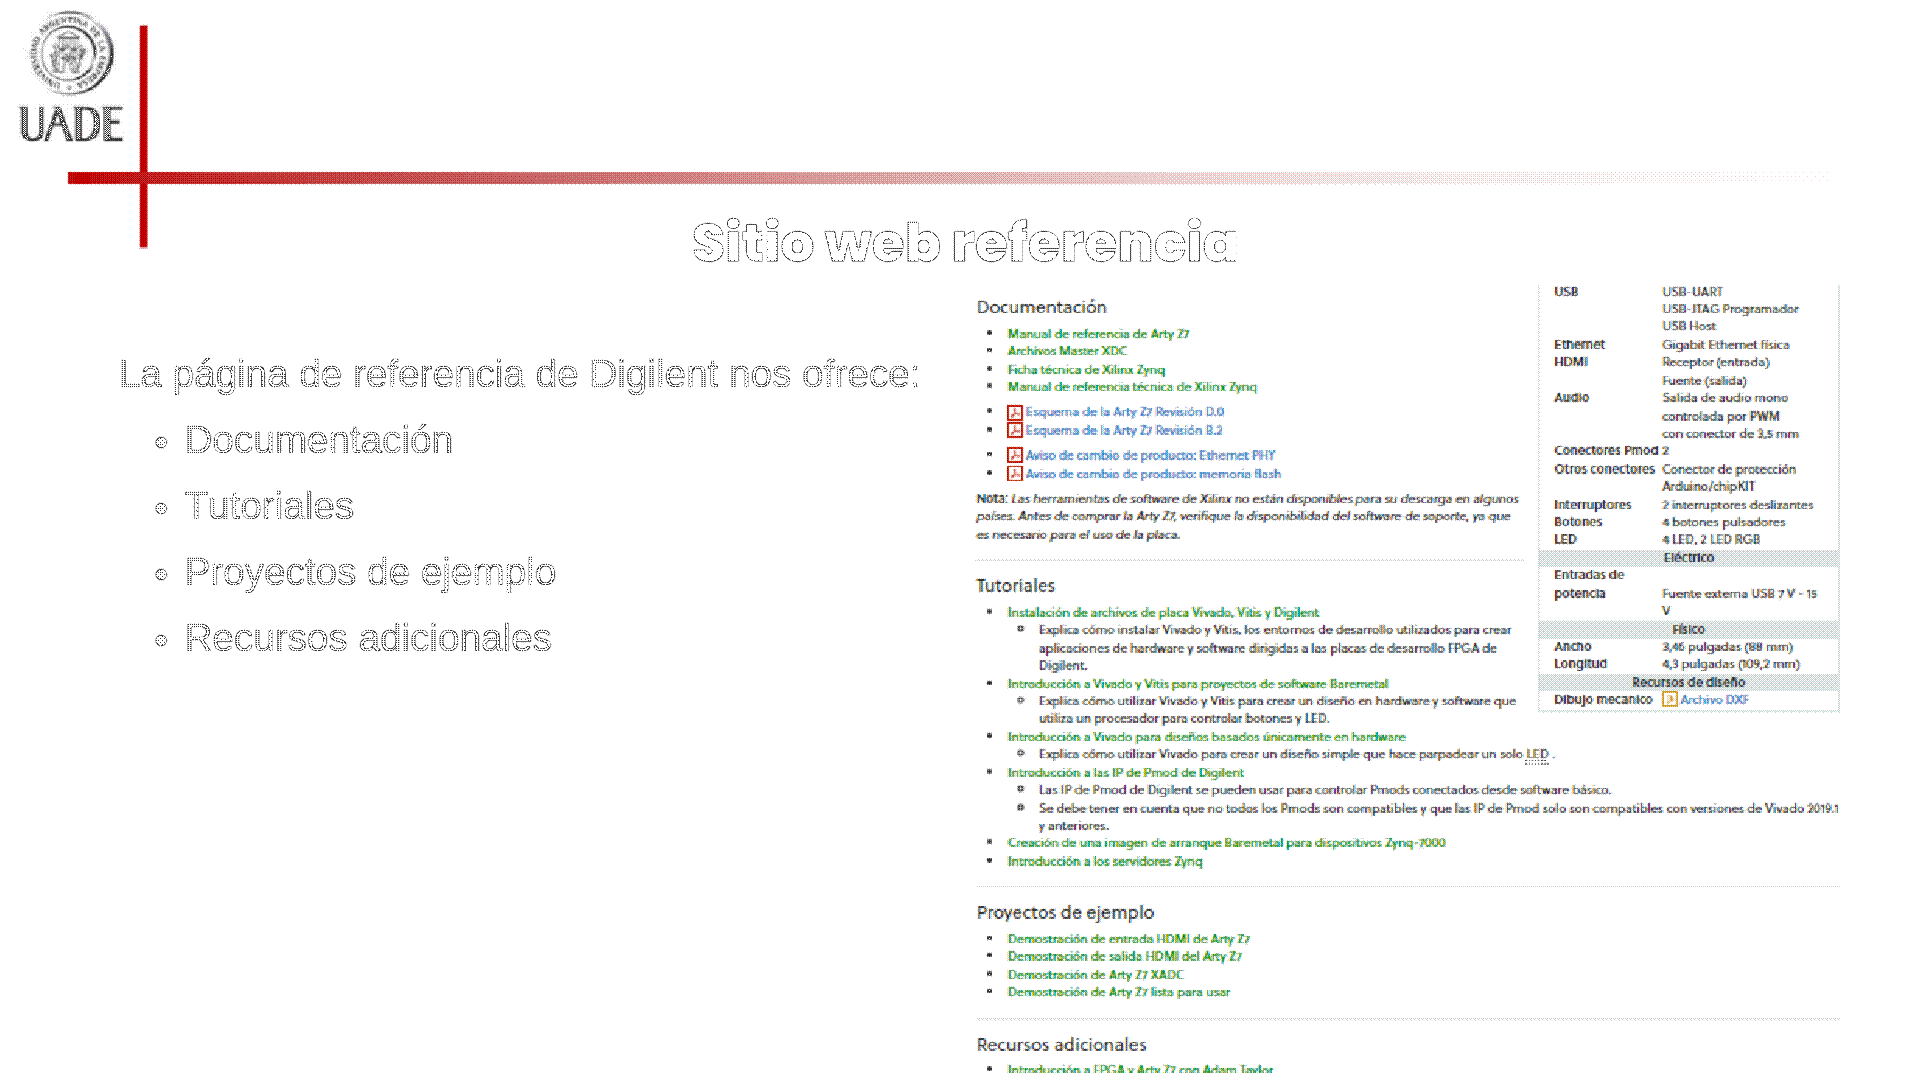 UNIVERSIDAD ARGENTINA DE LA EMPRESA
UADE
Sitio web referencia
La página de referencia de Digilent nos ofrece:
Documentación
Tutoriales
Proyectos de ejemplo
Recursos adicionales
Documentación
Manual de referencia de Arty Z7
Archivos Master XDC
Ficha técnica de Xilinx Zynq
Manual de referencia técnica de Xilinx Zynq
Esquema de la Arty Z7 Revisión D.0
Esquema de la Arty Z7 Revisión B.2
Aviso de cambio de producto: Ethernet PHY
Aviso de cambio de producto: memoria flash
Nota: Las herramientas de software de Xilinx no están disponibles para su descarga en algunos
países. Antes de comprar la Arty Z7, verifique la disponibilidad del software de soporte, ya que
es necesario para el uso de la placa.
Tutoriales
Instalación de archivos de placa Vivado, Vitis y Digilent
Explica cómo instalar Vivado y Vitis, los entornos de desarrollo utilizados para crear
aplicaciones de hardware y software dirigidas a las placas de desarrollo FPGA de
Digilent.
Introducción a Vivado y Vitis para proyectos de software Baremetal
Explica cómo utilizar Vivado y Vitis para crear un diseño en hardware y software que
utiliza un procesador para controlar botones y LED.
Introducción a Vivado para diseños basados únicamente en hardware
Explica cómo utilizar Vivado para crear un diseño simple que hace parpadear un solo LED .
Introducción a las IP de Pmod de Digilent
Las IP de Pmod de Digilent se pueden usar para controlar Pmods conectados desde software básico.
Se debe tener en cuenta que no todos los Pmods son compatibles y que las IP de Pmod solo son compatibles con versiones de Vivado 2019.1
y anteriores.
Creación de una imagen de arranque Baremetal para dispositivos Zynq-7000
Introducción a los servidores Zynq
Proyectos de ejemplo
Demostración de entrada HDMI de Arty Z7
Demostración de salida HDMI del Arty Z7
Demostración de Arty Z7 XADC
Demostración de Arty Z7 lista para usar
Recursos adicionales
Introducción a FPGA y Arty Z7 con Adam Taylor
USB USB-UART
USB-JTAG Programador
USB Host
Ethernet Gigabit Ethernet física
HDMI Receptor (entrada)
Fuente (salida)
Audio Salida de audio mono
controlada por PWM
con conector de 3,5 mm
Conectores Pmod 2
Otros conectores Conector de protección
Arduino/chipKIT
Interruptores 2 interruptores deslizantes
Botones 4 botones pulsadores
LED 4 LED, 2 LED RGB
Eléctrico
Entradas de
potencia Fuente externa USB 7 V - 15
V
Físico
Ancho 3,46 pulgadas (88 mm)
Longitud 4,3 pulgadas (109,2 mm)
Recursos de diseño
Dibujo mecánico Archivo DXF